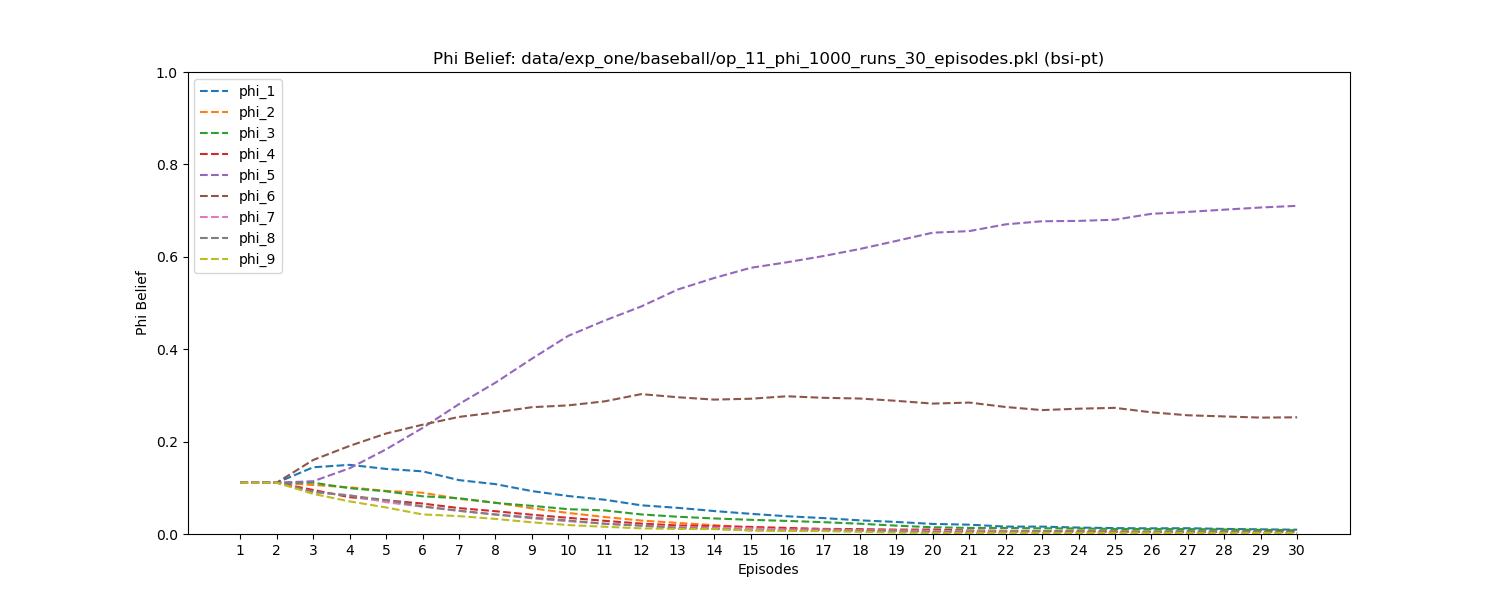 Phi Belief: data/exp_one/baseball/op_11_phi_1000_runs_30_episodes.pkl (bsi-pt)
1.0
0.8
0.6
0.4
0.2
0.0
Phi Belief
phi_1
phi_2
phi_3
phi_4
phi_5
phi_6
phi_7
phi_8
phi_9
1 2 3 4 5 6 7 8 9 10 11 12 13 14 15 16 17 18 19 20 21 22 23 24 25 26 27 28 29 30
Episodes